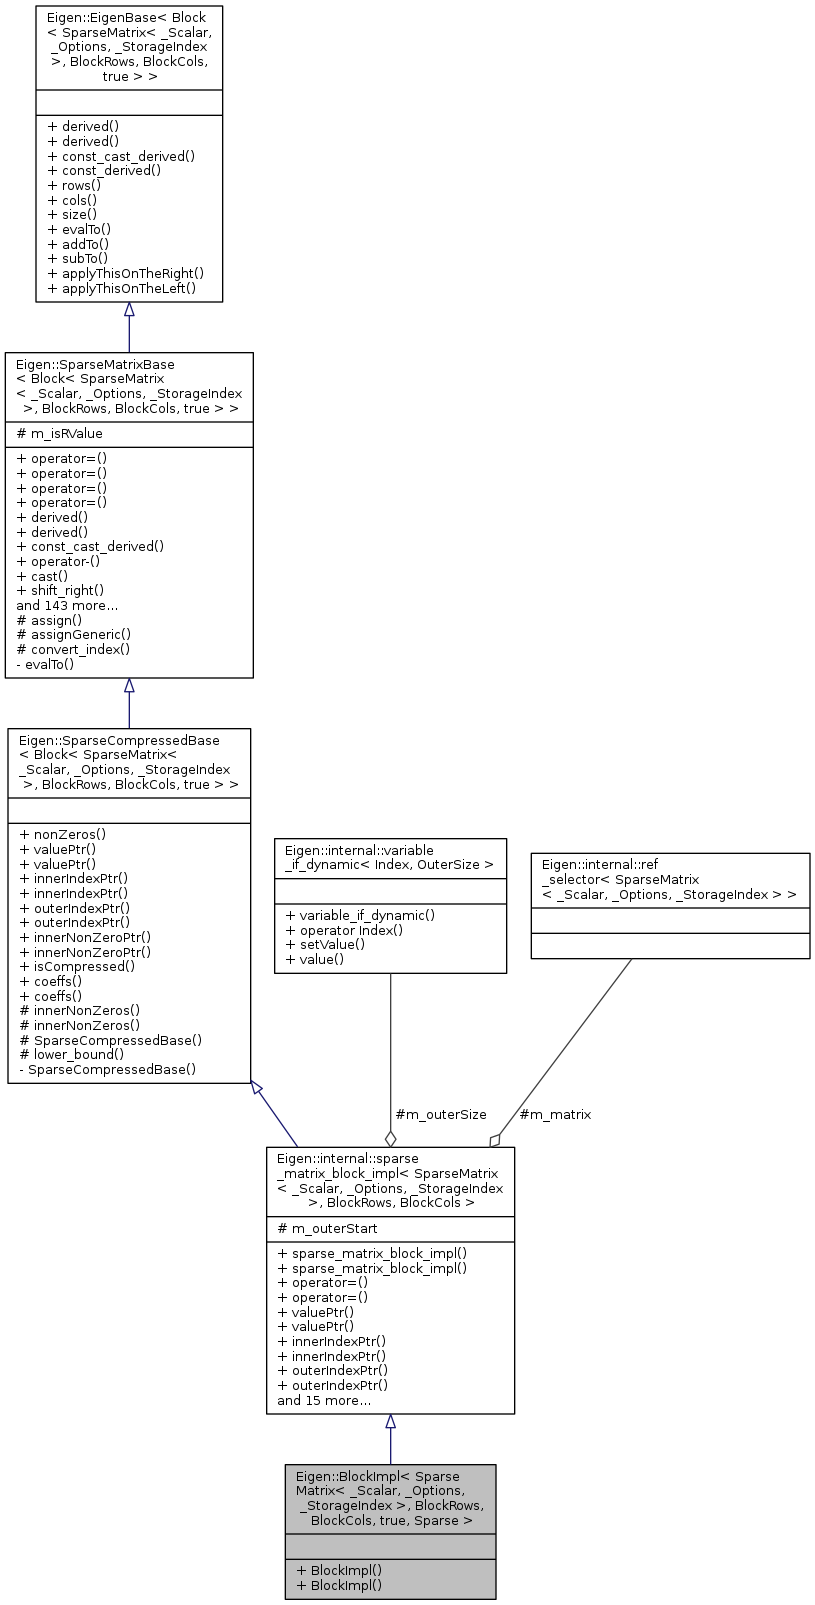 Eigen::EigenBase< Block
< SparseMatrix< _Scalar,
_Options, _StorageIndex
>, BlockRows, BlockCols,
true > >
+ derived()
+ derived()
+ const_cast_derived()
+ const_derived()
+ rows()
+ cols()
+ size()
+ evalTo()
+ addTo()
+ subTo()
+ applyThisOnTheRight()
+ applyThisOnTheLeft()
Eigen::SparseMatrixBase
< Block< SparseMatrix
< _Scalar, _Options, _StorageIndex
>, BlockRows, BlockCols, true > >
# m_isRValue
+ operator=()
+ operator=()
+ operator=()
+ operator=()
+ derived()
+ derived()
+ const_cast_derived()
+ operator-()
+ cast()
+ shift_right()
and 143 more...
# assign()
# assignGeneric()
# convert_index()
- evalTo()
Eigen::SparseCompressedBase
< Block< SparseMatrix<
_Scalar, _Options, _StorageIndex
>, BlockRows, BlockCols, true > >
+ nonZeros()
+ valuePtr()
+ valuePtr()
+ innerIndexPtr()
+ innerIndexPtr()
+ outerIndexPtr()
+ outerIndexPtr()
+ innerNonZeroPtr()
+ innerNonZeroPtr()
+ isCompressed()
+ coeffs()
+ coeffs()
# innerNonZeros()
# innerNonZeros()
# SparseCompressedBase()
# lower_bound()
- SparseCompressedBase()
Eigen::internal::variable
_if_dynamic< Index, OuterSize >
+ variable_if_dynamic()
+ operator Index()
+ setValue()
+ value()
Eigen::internal::ref
_selector< SparseMatrix
< _Scalar, _Options, _StorageIndex > >
#m_outerSize
#m_matrix
Eigen::internal::sparse
_matrix_block_impl< SparseMatrix
< _Scalar, _Options, _StorageIndex
>, BlockRows, BlockCols >
# m_outerStart
+ sparse_matrix_block_impl()
+ sparse_matrix_block_impl()
+ operator=()
+ operator=()
+ valuePtr()
+ valuePtr()
+ innerIndexPtr()
+ innerIndexPtr()
+ outerIndexPtr()
+ outerIndexPtr()
and 15 more...
Eigen::BlockImpl< Sparse
Matrix< _Scalar, _Options,
_StorageIndex >, BlockRows,
BlockCols, true, Sparse >
+ BlockImpl()
+ BlockImpl()